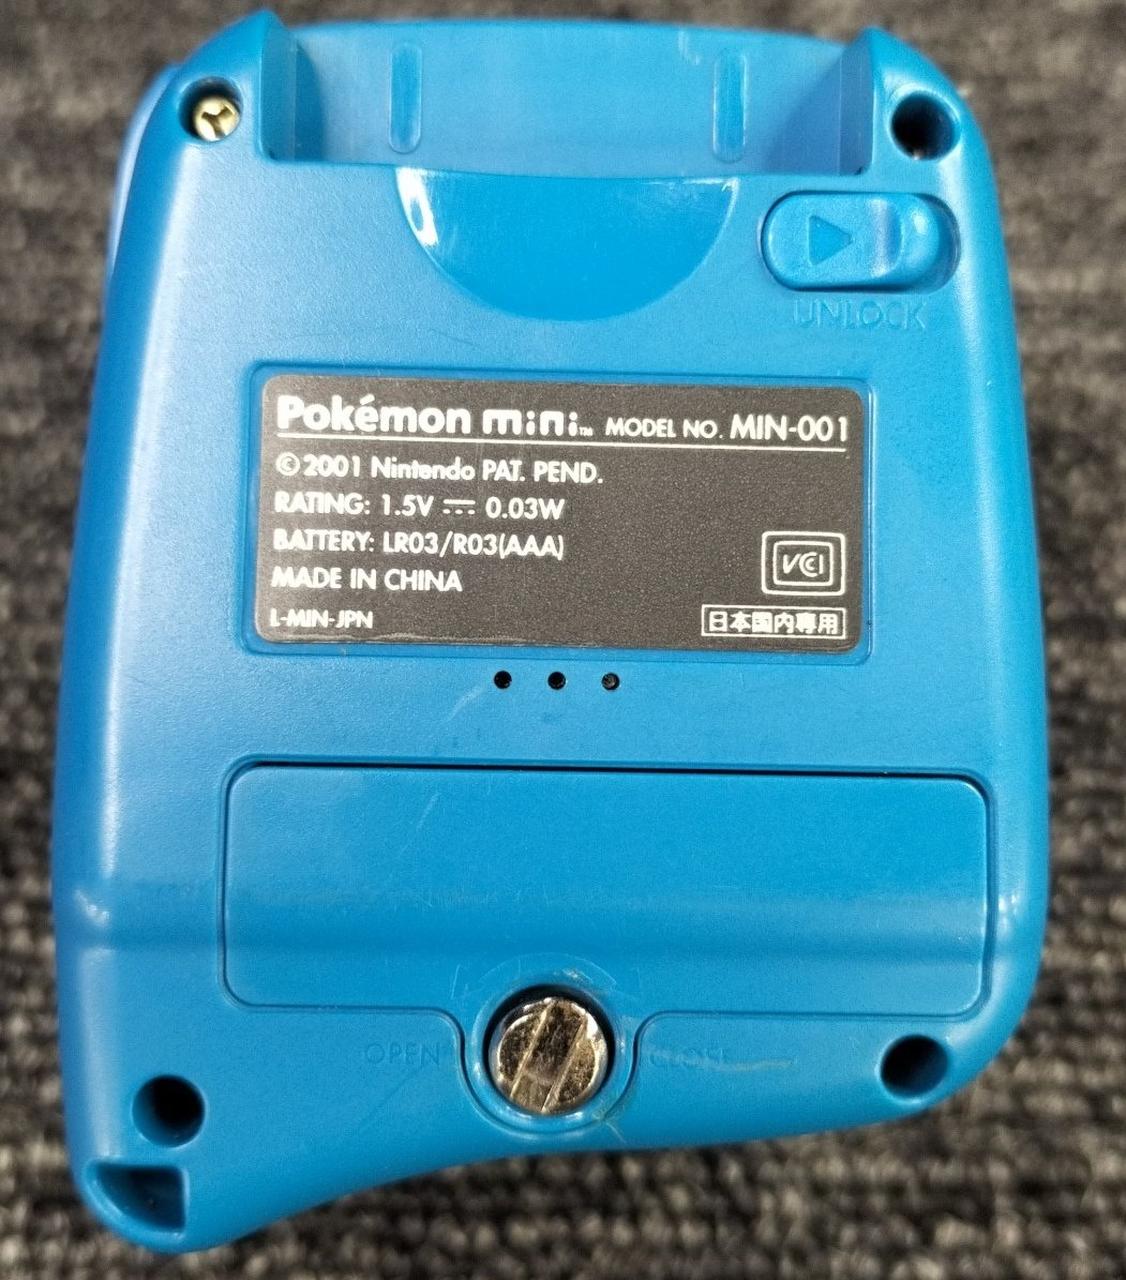 UNLOCK
Pokémon mini™ MODEL NO. MIN-001
©2001 Nintendo PAT. PEND.
RATING: 1.5V ⎓ 0.03W
BATTERY: LR03/R03(AAA)
MADE IN CHINA
VCCI
L-MIN-JPN
日本国内専用
OPEN CLOSE